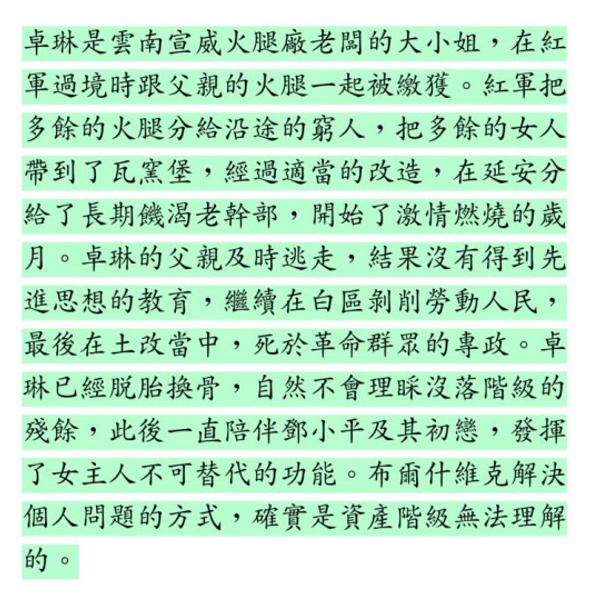 卓琳是雲南宣威火腿廠老闆的大小姐，在紅
軍過境時跟父親的火腿一起被繳獲。紅軍把
多餘的火腿分給沿途的窮人，把多餘的女人
帶到了瓦窯堡，經過適當的改造，在延安分
給了長期饑渴老幹部，開始了激情燃燒的歲
月。卓琳的父親及時逃走，結果沒有得到先
進思想的教育，繼續在白區剝削勞動人民，
最後在土改當中，死於革命群眾的專政。卓
琳已經脫胎換骨，自然不會理睬沒落階級的
殘餘，此後一直陪伴鄧小平及其初戀，發揮
了女主人不可替代的功能。布爾什維克解決
個人問題的方式，確實是資產階級無法理解
的。